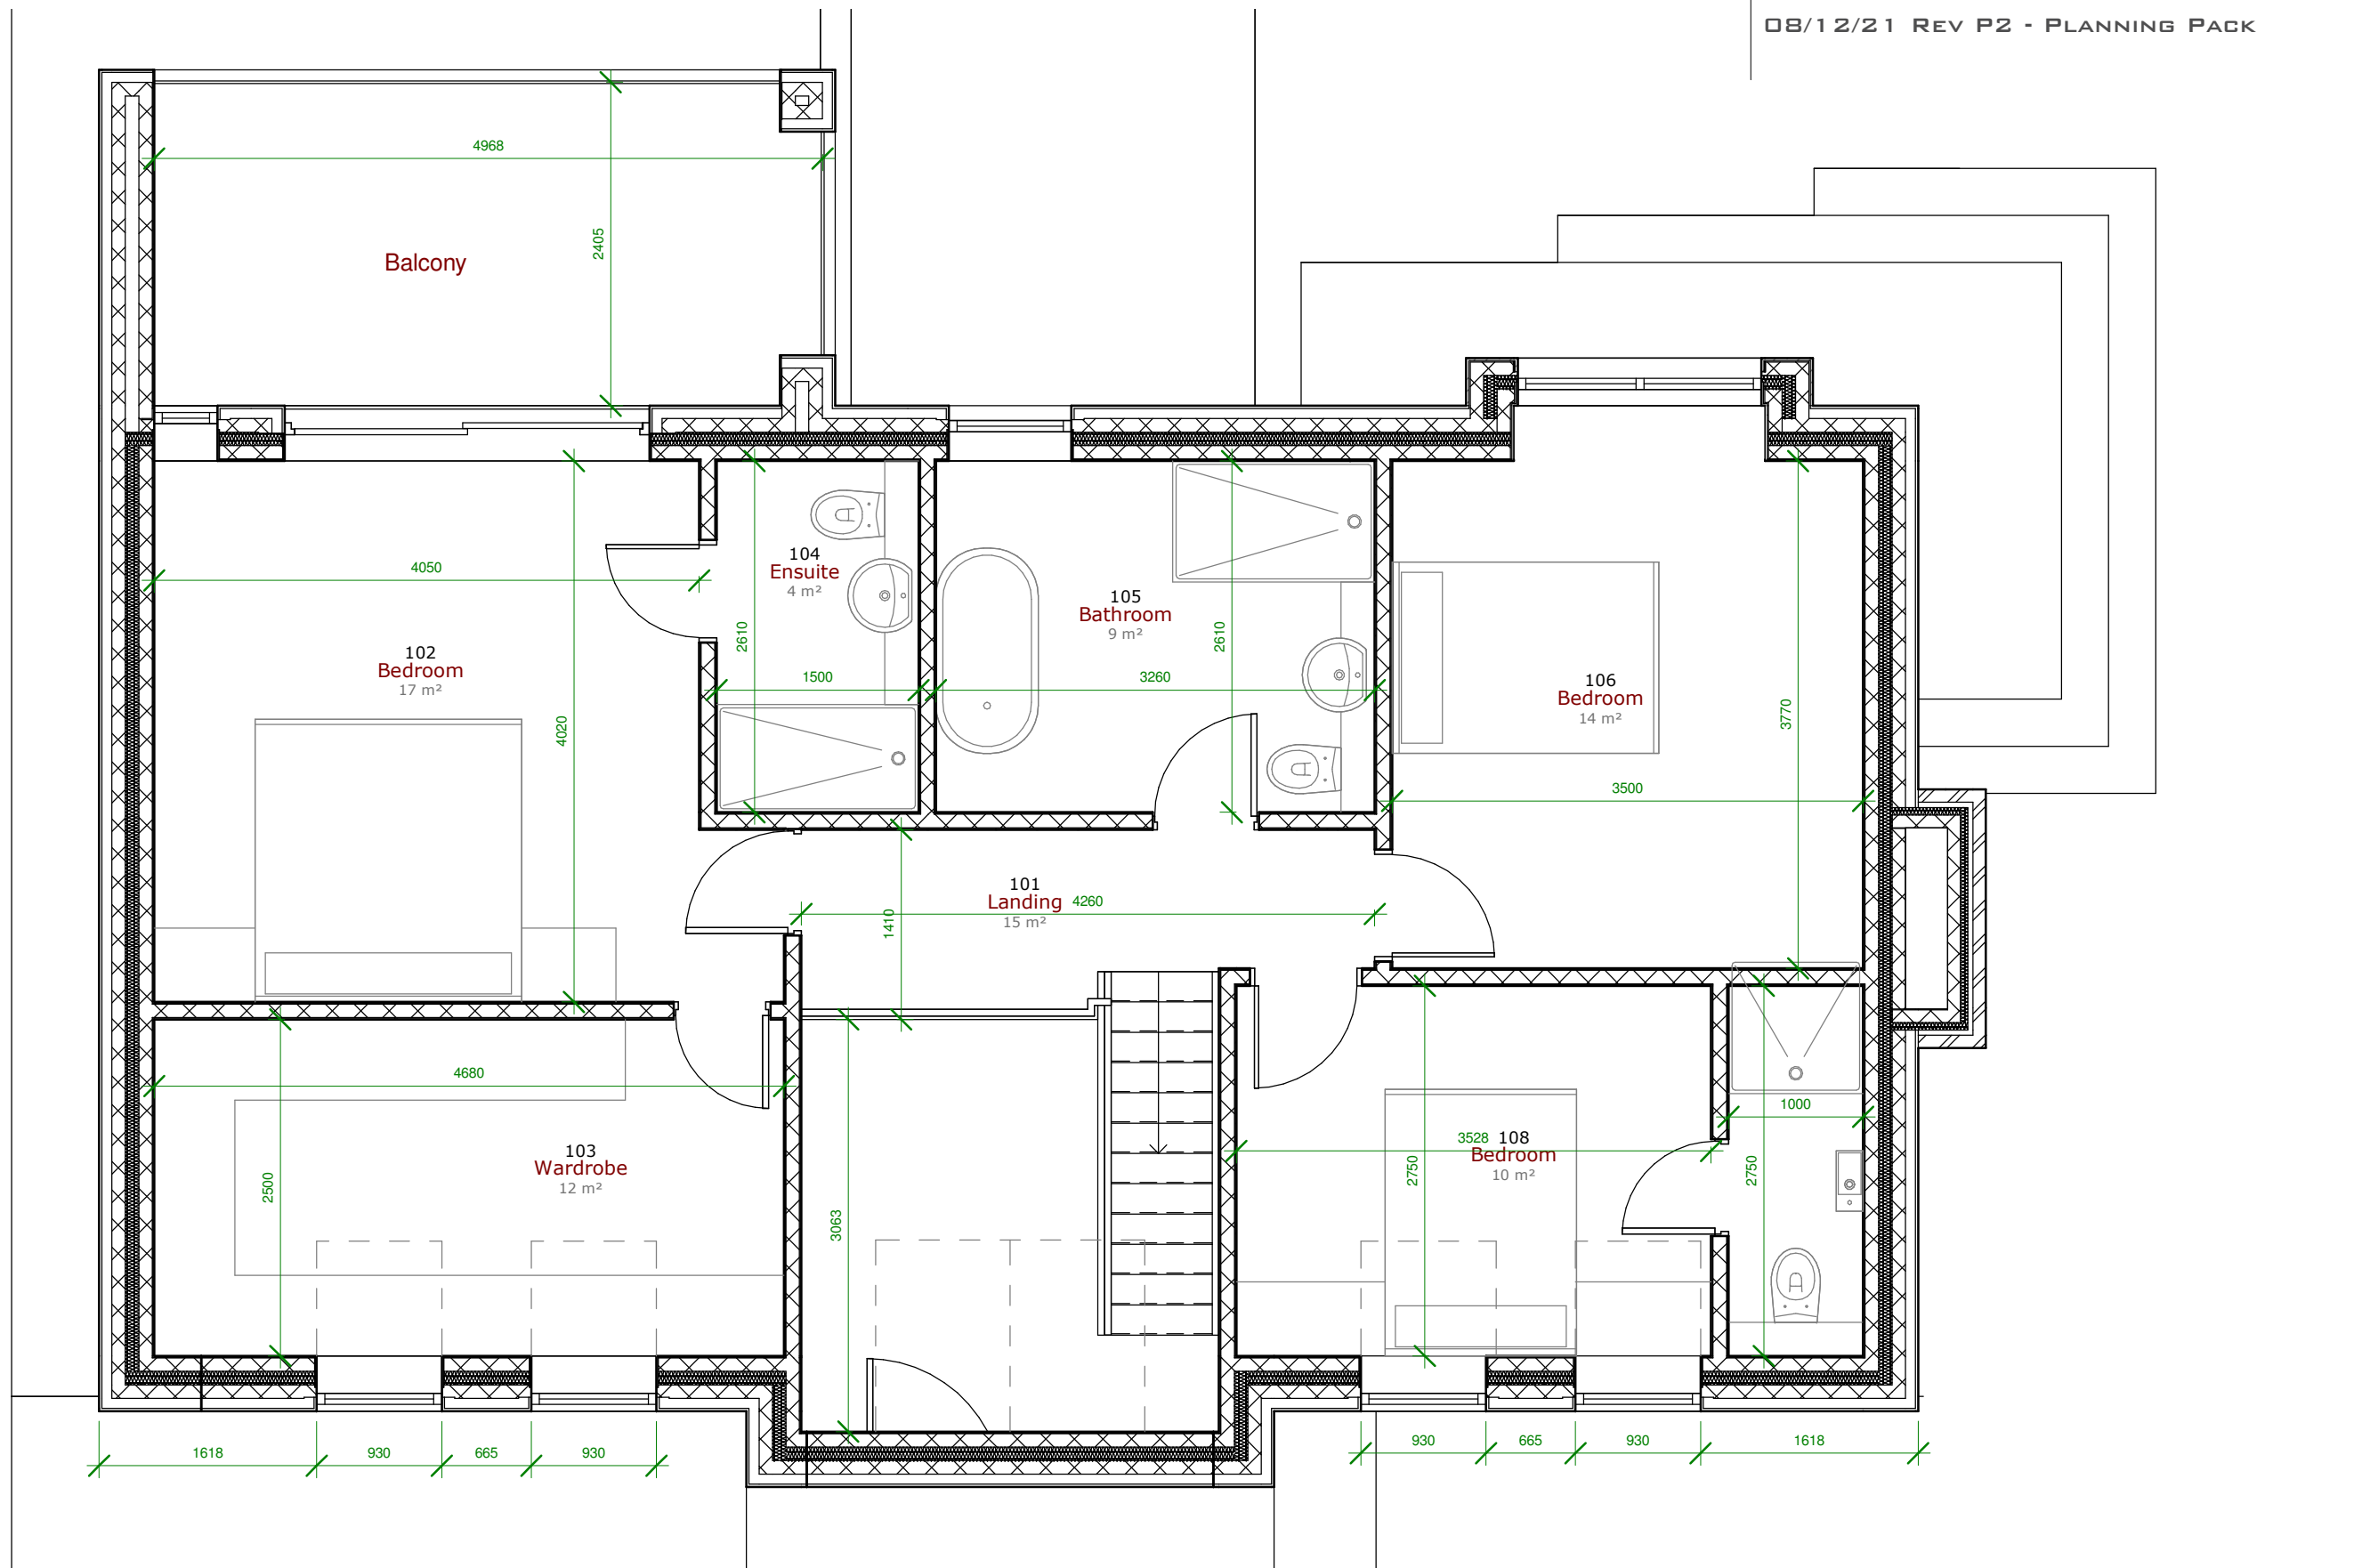 08/12/21 Rev P2 - Planning Pack
4968
2405
Balcony
4050
104
Ensuite
4 m²
2610
1500
105
Bathroom
9 m²
2610
3260
102
Bedroom
17 m²
4020
106
Bedroom
14 m²
3770
3500
101
Landing
15 m²
4260
1410
4680
103
Wardrobe
12 m²
2500
3063
3528
108
Bedroom
10 m²
2750
2750
1000
1618
930
665
930
930
665
930
1618